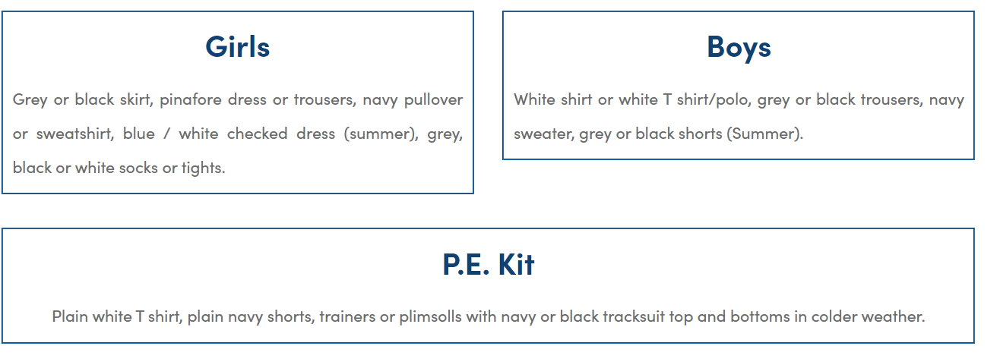 Girls
Grey or black skirt, pinafore dress or trousers, navy pullover
or sweatshirt, blue / white checked dress (summer), grey,
black or white socks or tights.
Boys
White shirt or white T shirt/polo, grey or black trousers, navy
sweater, grey or black shorts (Summer).
P.E. Kit
Plain white T shirt, plain navy shorts, trainers or plimsolls with navy or black tracksuit top and bottoms in colder weather.